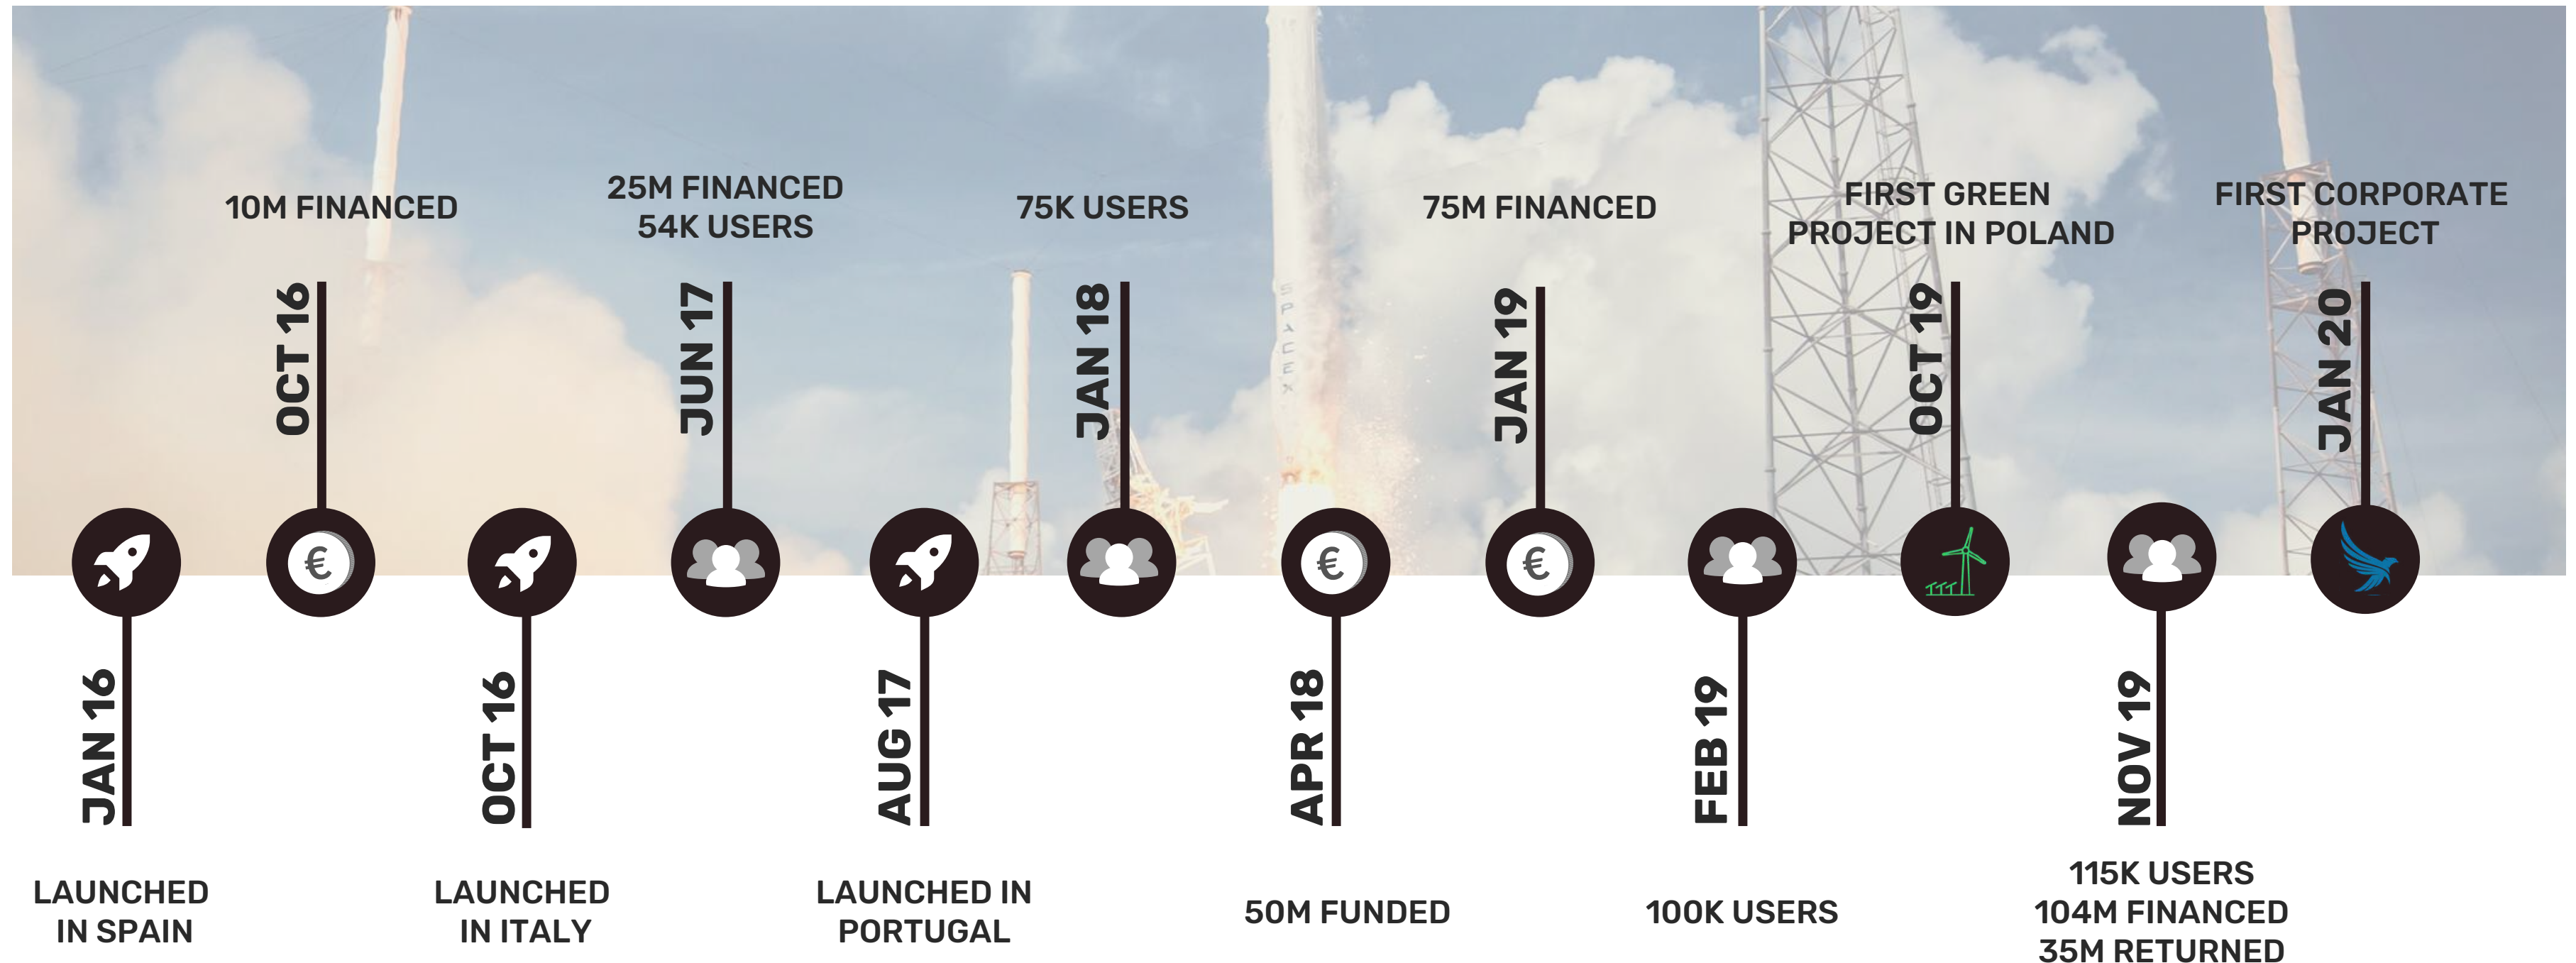 JAN 16
LAUNCHED
IN SPAIN
10M FINANCED
OCT 16
€
OCT 16
LAUNCHED
IN ITALY
25M FINANCED
54K USERS
JUN 17
AUG 17
LAUNCHED IN
PORTUGAL
75K USERS
JAN 18
SPACEX
€
APR 18
50M FUNDED
75M FINANCED
JAN 19
€
FEB 19
100K USERS
FIRST GREEN
PROJECT IN POLAND
OCT 19
NOV 19
115K USERS
104M FINANCED
35M RETURNED
FIRST CORPORATE
PROJECT
JAN 20